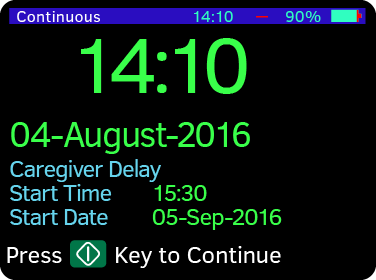 Continuous 14:10 90%
14:10
04-August-2016
Caregiver Delay
Start Time 15:30
Start Date 05-Sep-2016
Press Key to Continue